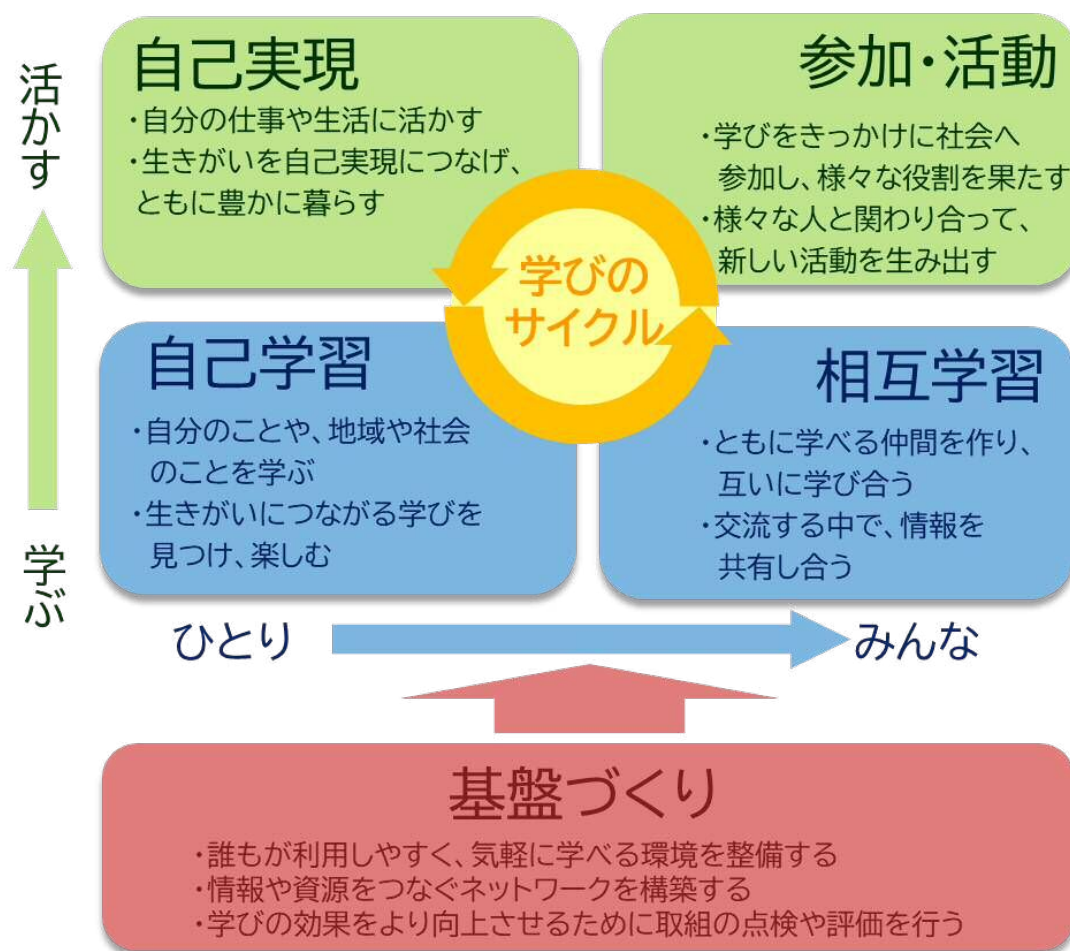 活かす
自己実現
・自分の仕事や生活に活かす
・生きがいを自己実現につなげ、
ともに豊かに暮らす
参加・活動
・学びをきっかけに社会へ
参加し、様々な役割を果たす
・様々な人と関わり合って、
新しい活動を生み出す
学びの
サイクル
自己学習
・自分のことや、地域や社会
のことを学ぶ
・生きがいにつながる学びを
見つけ、楽しむ
相互学習
・ともに学べる仲間を作り、
互いに学び合う
・交流する中で、情報を
共有し合う
学ぶ
ひとり
みんな
基盤づくり
・誰もが利用しやすく、気軽に学べる環境を整備する
・情報や資源をつなぐネットワークを構築する
・学びの効果をより向上させるために取組の点検や評価を行う